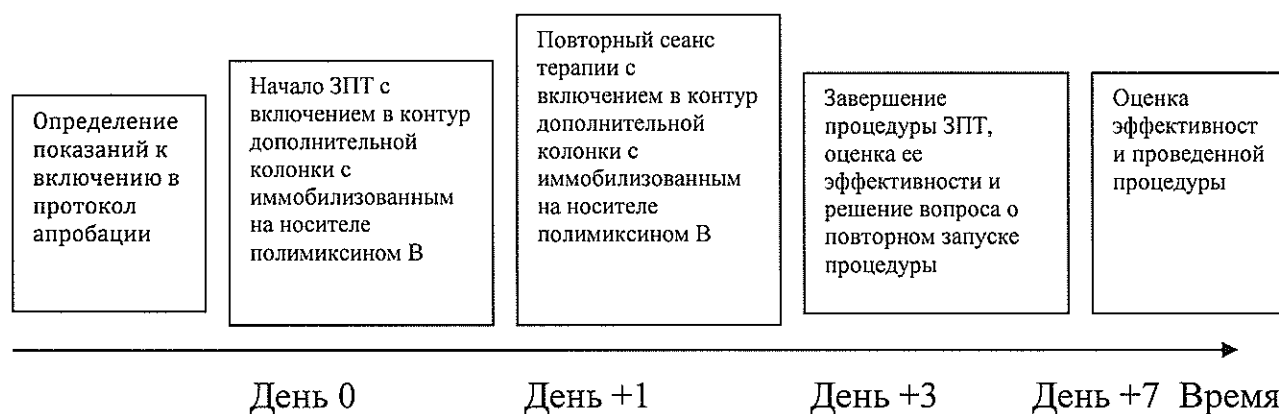 Определение
показаний к
включению в
протокол
апробации
Начало ЗПТ с
включением в контур
дополнительной
колонки с
иммобилизованным
на носителе
полимиксином В
Повторный сеанс
терапии с
включением в контур
дополнительной
колонки с
иммобилизованным
на носителе
полимиксином В
Завершение
процедуры ЗПТ,
оценка ее
эффективности и
решение вопроса о
повторном запуске
процедуры
Оценка
эффективност
и проведенной
процедуры
День 0 День +1 День +3 День +7 Время